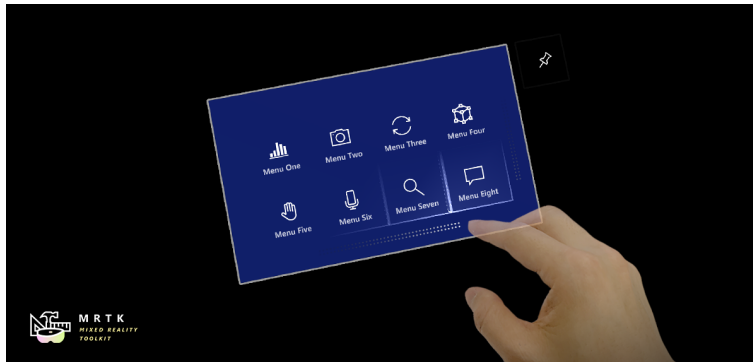 Menu One
Menu Two
Menu Three
Menu Four
Menu Five
Menu Six
Menu Seven
Menu Eight
MRTK
MIXED REALITY
TOOLKIT